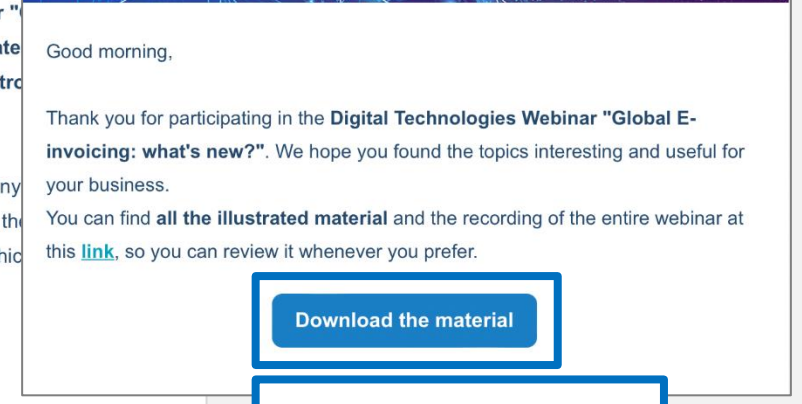 Good morning,
Thank you for participating in the Digital Technologies Webinar "Global E-
invoicing: what's new?". We hope you found the topics interesting and useful for
your business.
You can find all the illustrated material and the recording of the entire webinar at
this link, so you can review it whenever you prefer.
Download the material